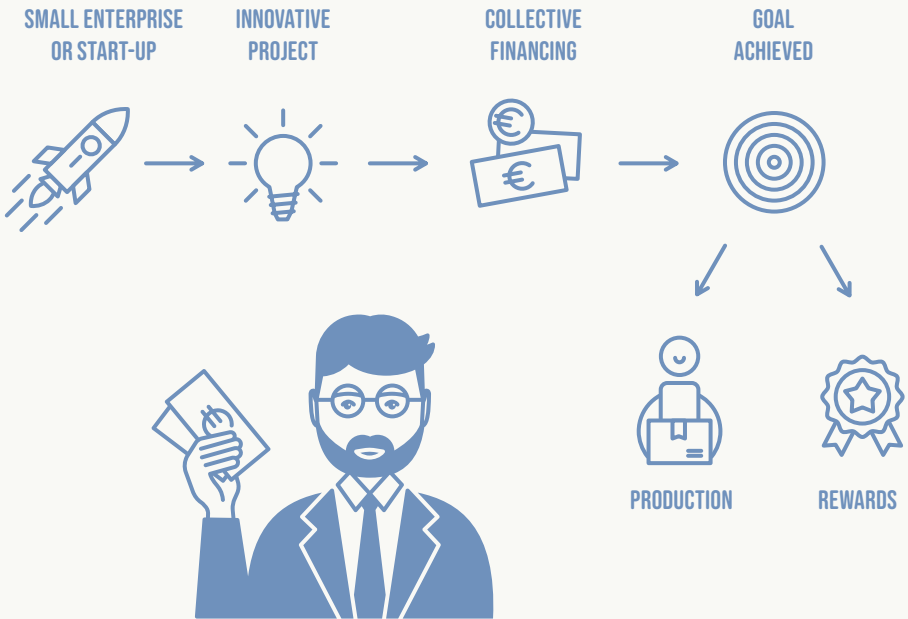 SMALL ENTERPRISE
OR START-UP
INNOVATIVE
PROJECT
COLLECTIVE
FINANCING
GOAL
ACHIEVED
€
€
€
PRODUCTION
REWARDS